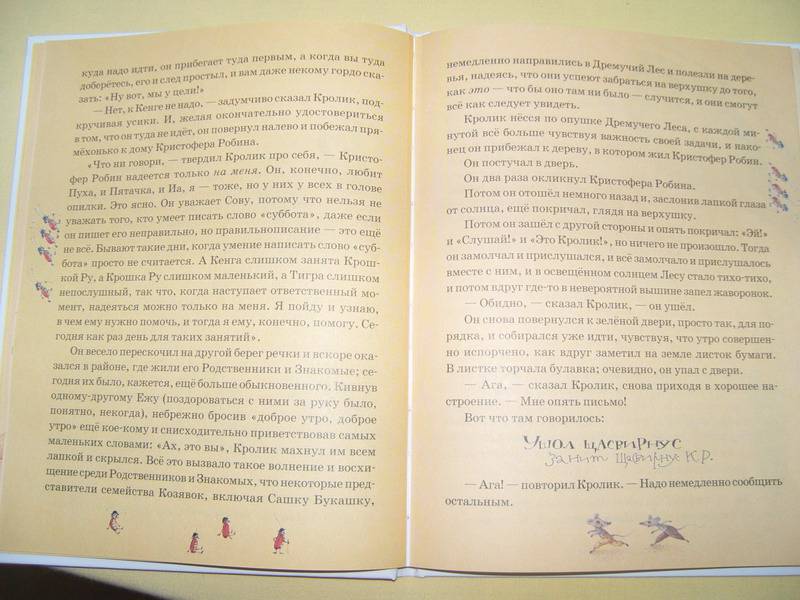 куда надо идти, он прибегает туда первым, а когда вы туда
доберётесь, его и след простыл, и вам даже некому гордо ска-
зать: «Ну вот, мы у цели!»
— Нет, к Кенге не надо, — задумчиво сказал Кролик, под-
кручивая усики. И, желая окончательно удостовериться
в том, что он туда не идёт, он повернул налево и побежал пря-
мёхонько к дому Кристофера Робина.
«Что ни говори, — твердил Кролик про себя, — Кристо-
фер Робин надеется только на меня. Он, конечно, любит
Пуха, и Пятачка, и Иа, я — тоже, но у них у всех в голове
опилки. Это ясно. Он уважает Сову, потому что нельзя не
уважать того, кто умеет писать слово «суббота», даже если
он пишет его неправильно, но правильнописание — это ещё
не всё. Бывают такие дни, когда умение написать слово «суб-
бота» просто не считается. А Кенга слишком занята Крош-
кой Ру, а Крошка Ру слишком маленький, а Тигра слишком
непослушный, так что, когда наступает ответственный мо-
мент, надеяться можно только на меня. Я пойду и узнаю,
в чем ему нужно помочь, и тогда я ему, конечно, помогу. Се-
годня как раз день для таких занятий».
Он весело перескочил на другой берег речки и вскоре ока-
зался в районе, где жили его Родственники и Знакомые; се-
годня их было, кажется, ещё больше обыкновенного. Кивнув
одному-другому Ежу (поздороваться с ними за руку было,
понятно, некогда), небрежно бросив «доброе утро, доброе
утро» ещё кое-кому и снисходительно приветствовав самых
маленьких словами: «Ах, это вы», Кролик махнул им всем
лапкой и скрылся. Всё это вызвало такое волнение и восхи-
щение среди Родственников и Знакомых, что некоторые пред-
ставители семейства Козявок, включая Сашку Букашку,
немедленно направились в Дремучий Лес и полезли на дере-
вья, надеясь, что они успеют забраться на верхушку до того,
как это — что бы оно там ни было — случится, и они смогут
всё как следует увидеть.
Кролик нёсся по опушке Дремучего Леса, с каждой ми-
нутой всё больше чувствуя важность своей задачи, и нако-
нец он прибежал к дереву, в котором жил Кристофер Робин.
Он постучал в дверь.
Он два раза окликнул Кристофера Робина.
Потом он отошёл немного назад и, заслонив лапкой глаза
от солнца, ещё покричал, глядя на верхушку.
Потом он зашёл с другой стороны и опять покричал: «Эй!»
и «Слушай!» и «Это Кролик!», но ничего не произошло. Тогда
он замолчал и прислушался, и всё замолчало и прислушалось
вместе с ним, и в освещённом солнцем Лесу стало тихо-тихо,
и потом вдруг где-то в невероятной вышине запел жаворонок.
— Обидно, — сказал Кролик, — он ушёл.
Он снова повернулся к зелёной двери, просто так, для по-
рядка, и собирался уже идти, чувствуя, что утро совершен-
но испорчено, как вдруг заметил на земле листок бумаги.
В листке торчала булавка; очевидно, он упал с двери.
— Ага, — сказал Кролик, снова приходя в хорошее на-
строение. — Мне опять письмо!
Вот что там говорилось:
Ушол щасвирнус
занит Щасвирнус К.Р.
— Ага! — повторил Кролик. — Надо немедленно сообщить
остальным.